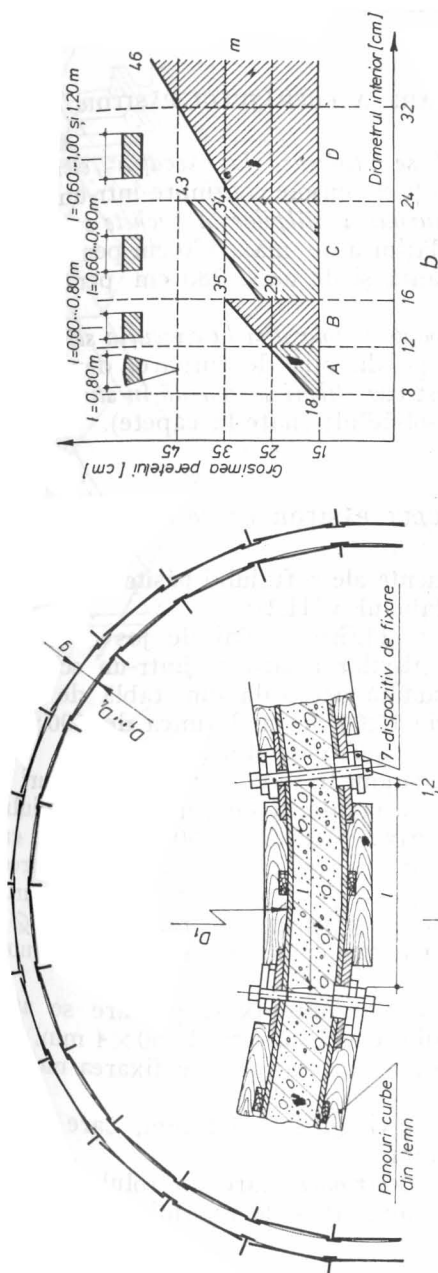 g
D₁/D₂
D₁
l
7-dispozitiv de fixare
1,2
l
Panouri curbe
din lemn
Grosimea peretelui [cm]
l=0,80m
l=0,60...0,80m
l=0,60...0,80m
l=0,60...1,00 și 1,20m
45
35
25
15
18
35
29
43
34
46
m
A
B
C
D
8
12
16
24
32
Diametrul interior [cm]
b